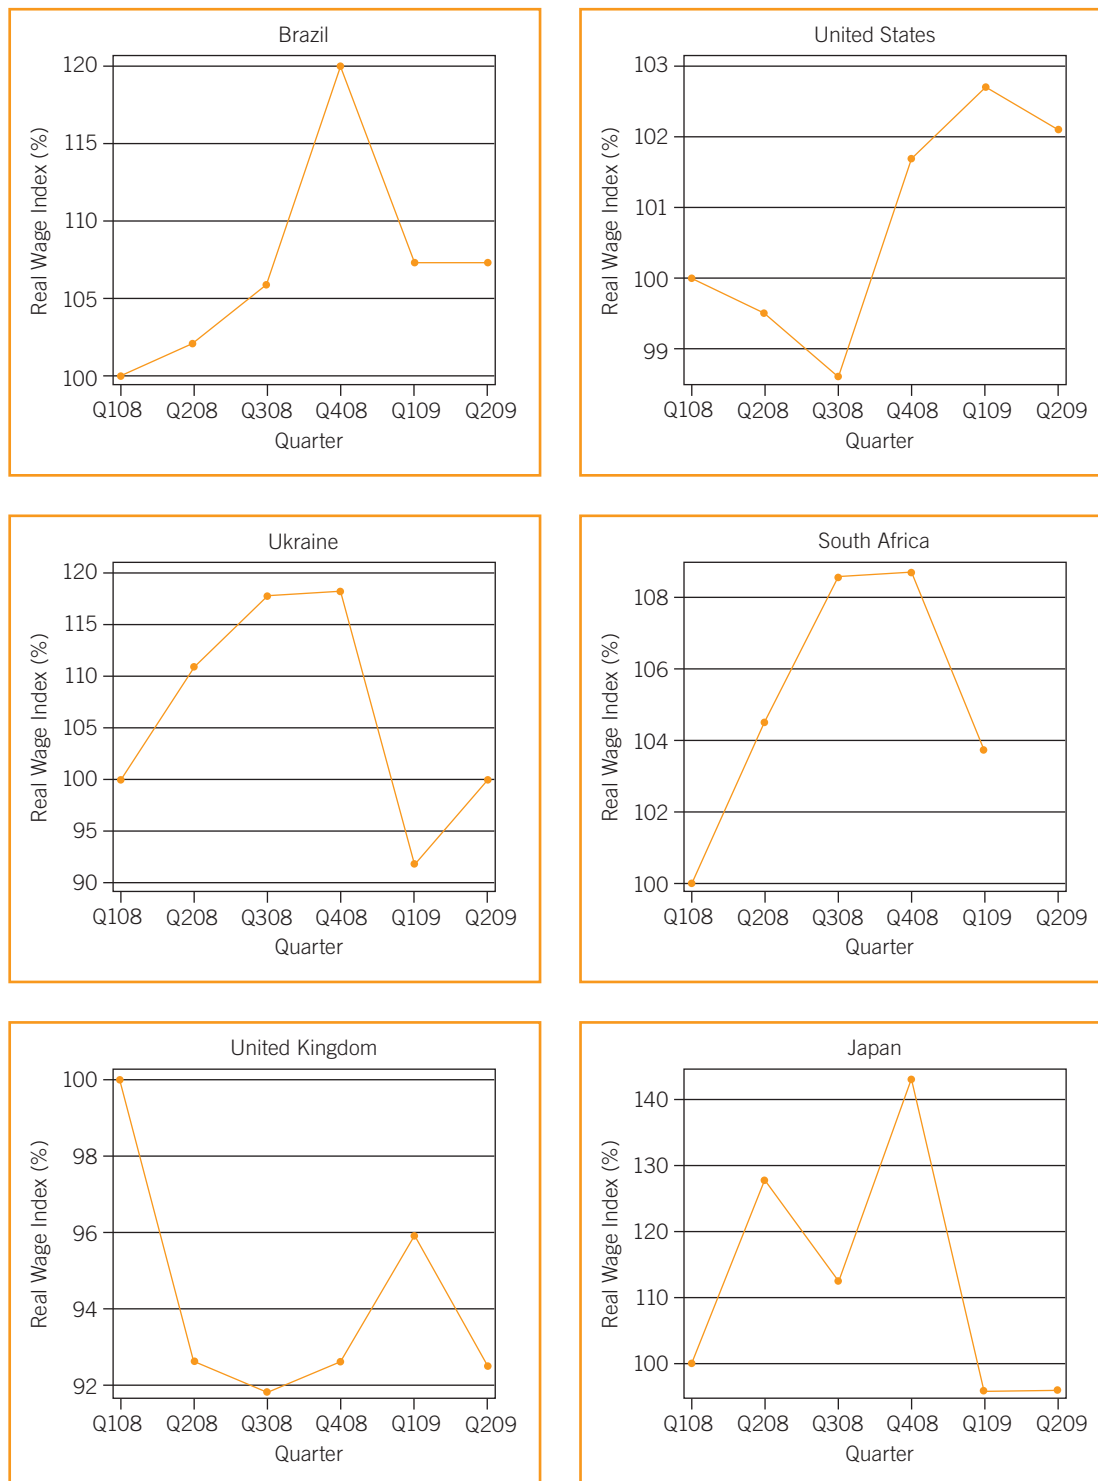 Brazil
Real Wage Index (%)
120
115
110
105
100
Q108 Q208 Q308 Q408 Q109 Q209
Quarter
United States
Real Wage Index (%)
103
102
101
100
99
Q108 Q208 Q308 Q408 Q109 Q209
Quarter
Ukraine
Real Wage Index (%)
120
115
110
105
100
95
90
Q108 Q208 Q308 Q408 Q109 Q209
Quarter
South Africa
Real Wage Index (%)
108
106
104
102
100
Q108 Q208 Q308 Q408 Q109 Q209
Quarter
United Kingdom
Real Wage Index (%)
100
98
96
94
92
Q108 Q208 Q308 Q408 Q109 Q209
Quarter
Japan
Real Wage Index (%)
140
130
120
110
100
Q108 Q208 Q308 Q408 Q109 Q209
Quarter